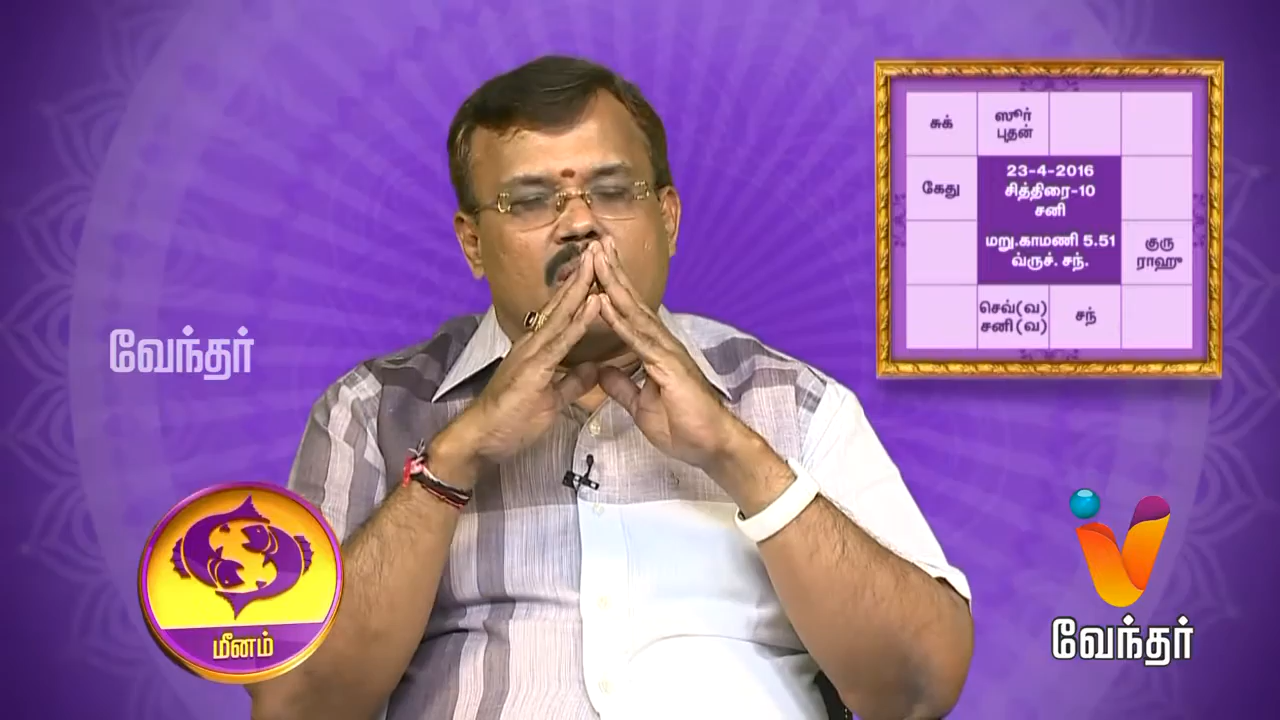 சுக்
ஸூர்
புதன்
கேது
23-4-2016
சித்திரை-10
சனி
மறு.காமணி 5.51
வ்ருச். சந்.
குரு
ராஹு
செவ்(வ)
சனி(வ)
சந்
வேந்தர்
மீனம்
வேந்தர்